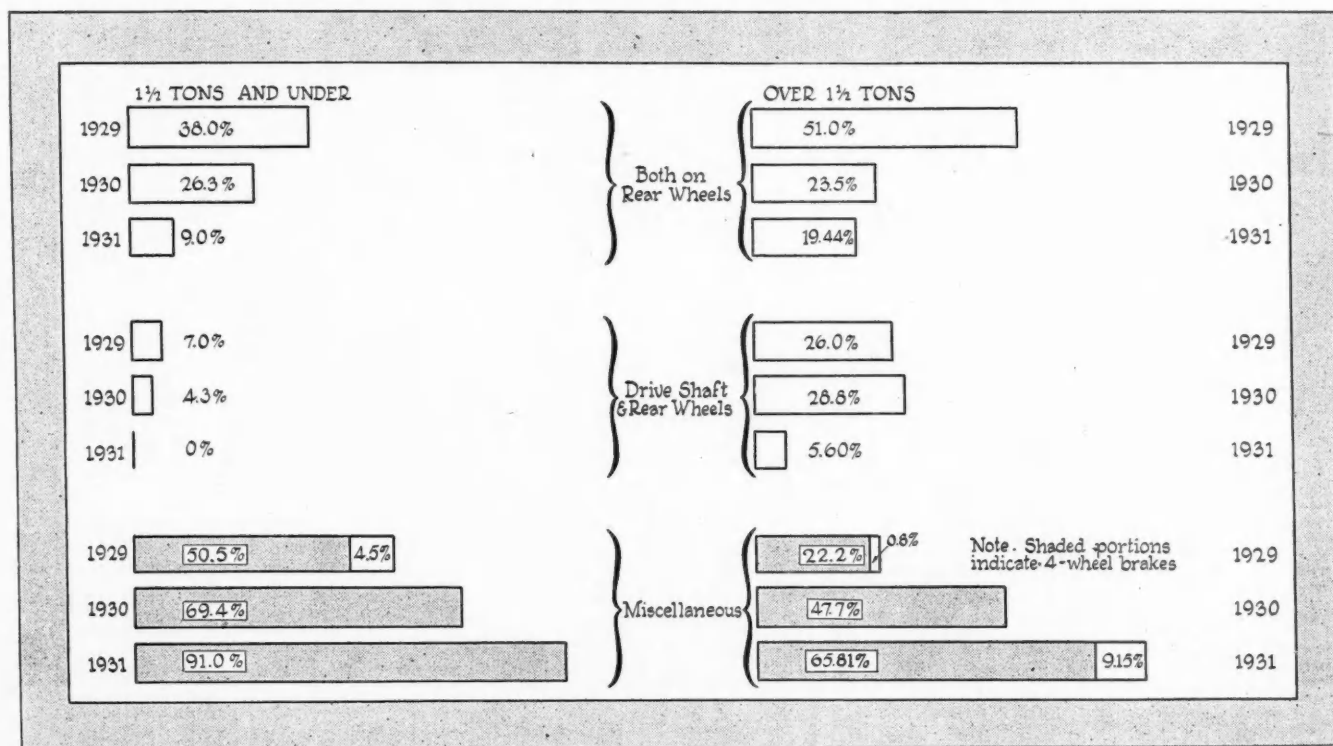 1½ TONS AND UNDER
1929 38.0%
1930 26.3%
1931 9.0%
Both on
Rear Wheels
OVER 1½ TONS
51.0% 1929
23.5% 1930
19.44% 1931
1929 7.0%
1930 4.3%
1931 0%
Drive Shaft
& Rear Wheels
26.0% 1929
28.8% 1930
5.60% 1931
1929 50.5% 4.5%
1930 69.4%
1931 91.0%
Miscellaneous
22.2% 0.8% 1929
Note. Shaded portions
indicate 4-wheel brakes
47.7% 1930
65.81% 9.15% 1931